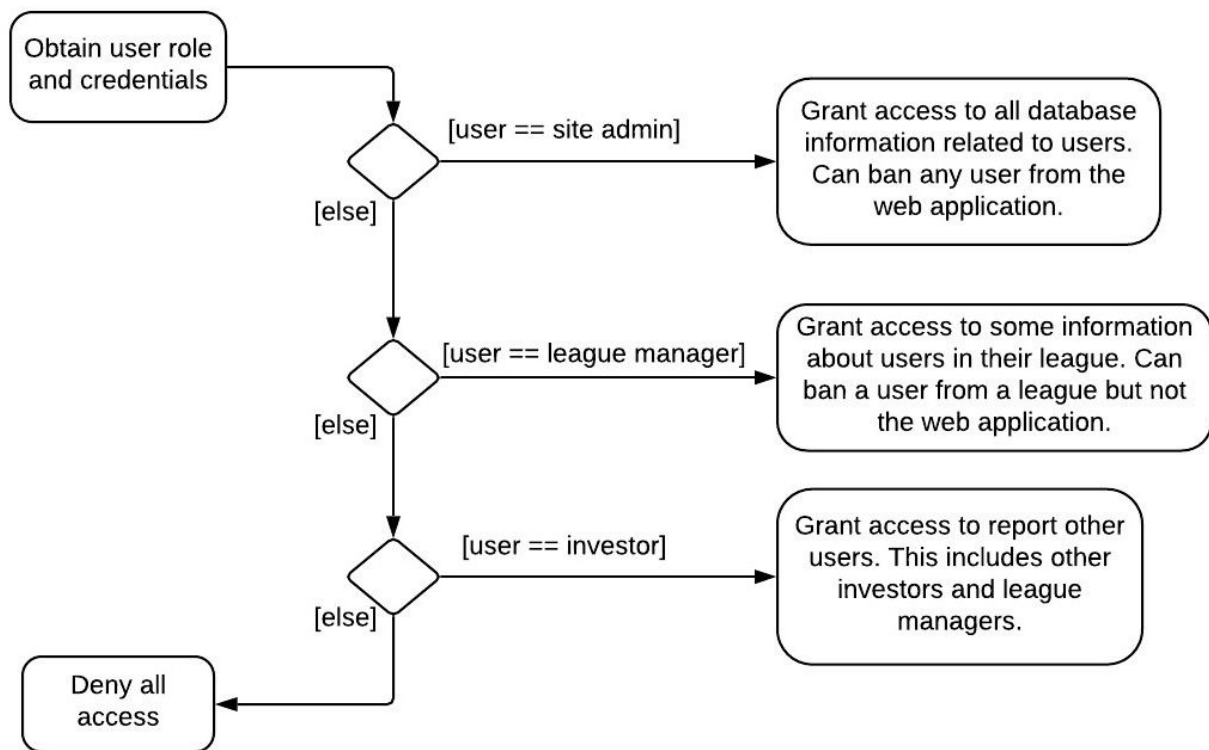 Obtain user role
and credentials
[user == site admin]
Grant access to all database
information related to users.
Can ban any user from the
web application.
[else]
[user == league manager]
Grant access to some information
about users in their league. Can
ban a user from a league but not
the web application.
[else]
[user == investor]
Grant access to report other
users. This includes other
investors and league
managers.
[else]
Deny all
access